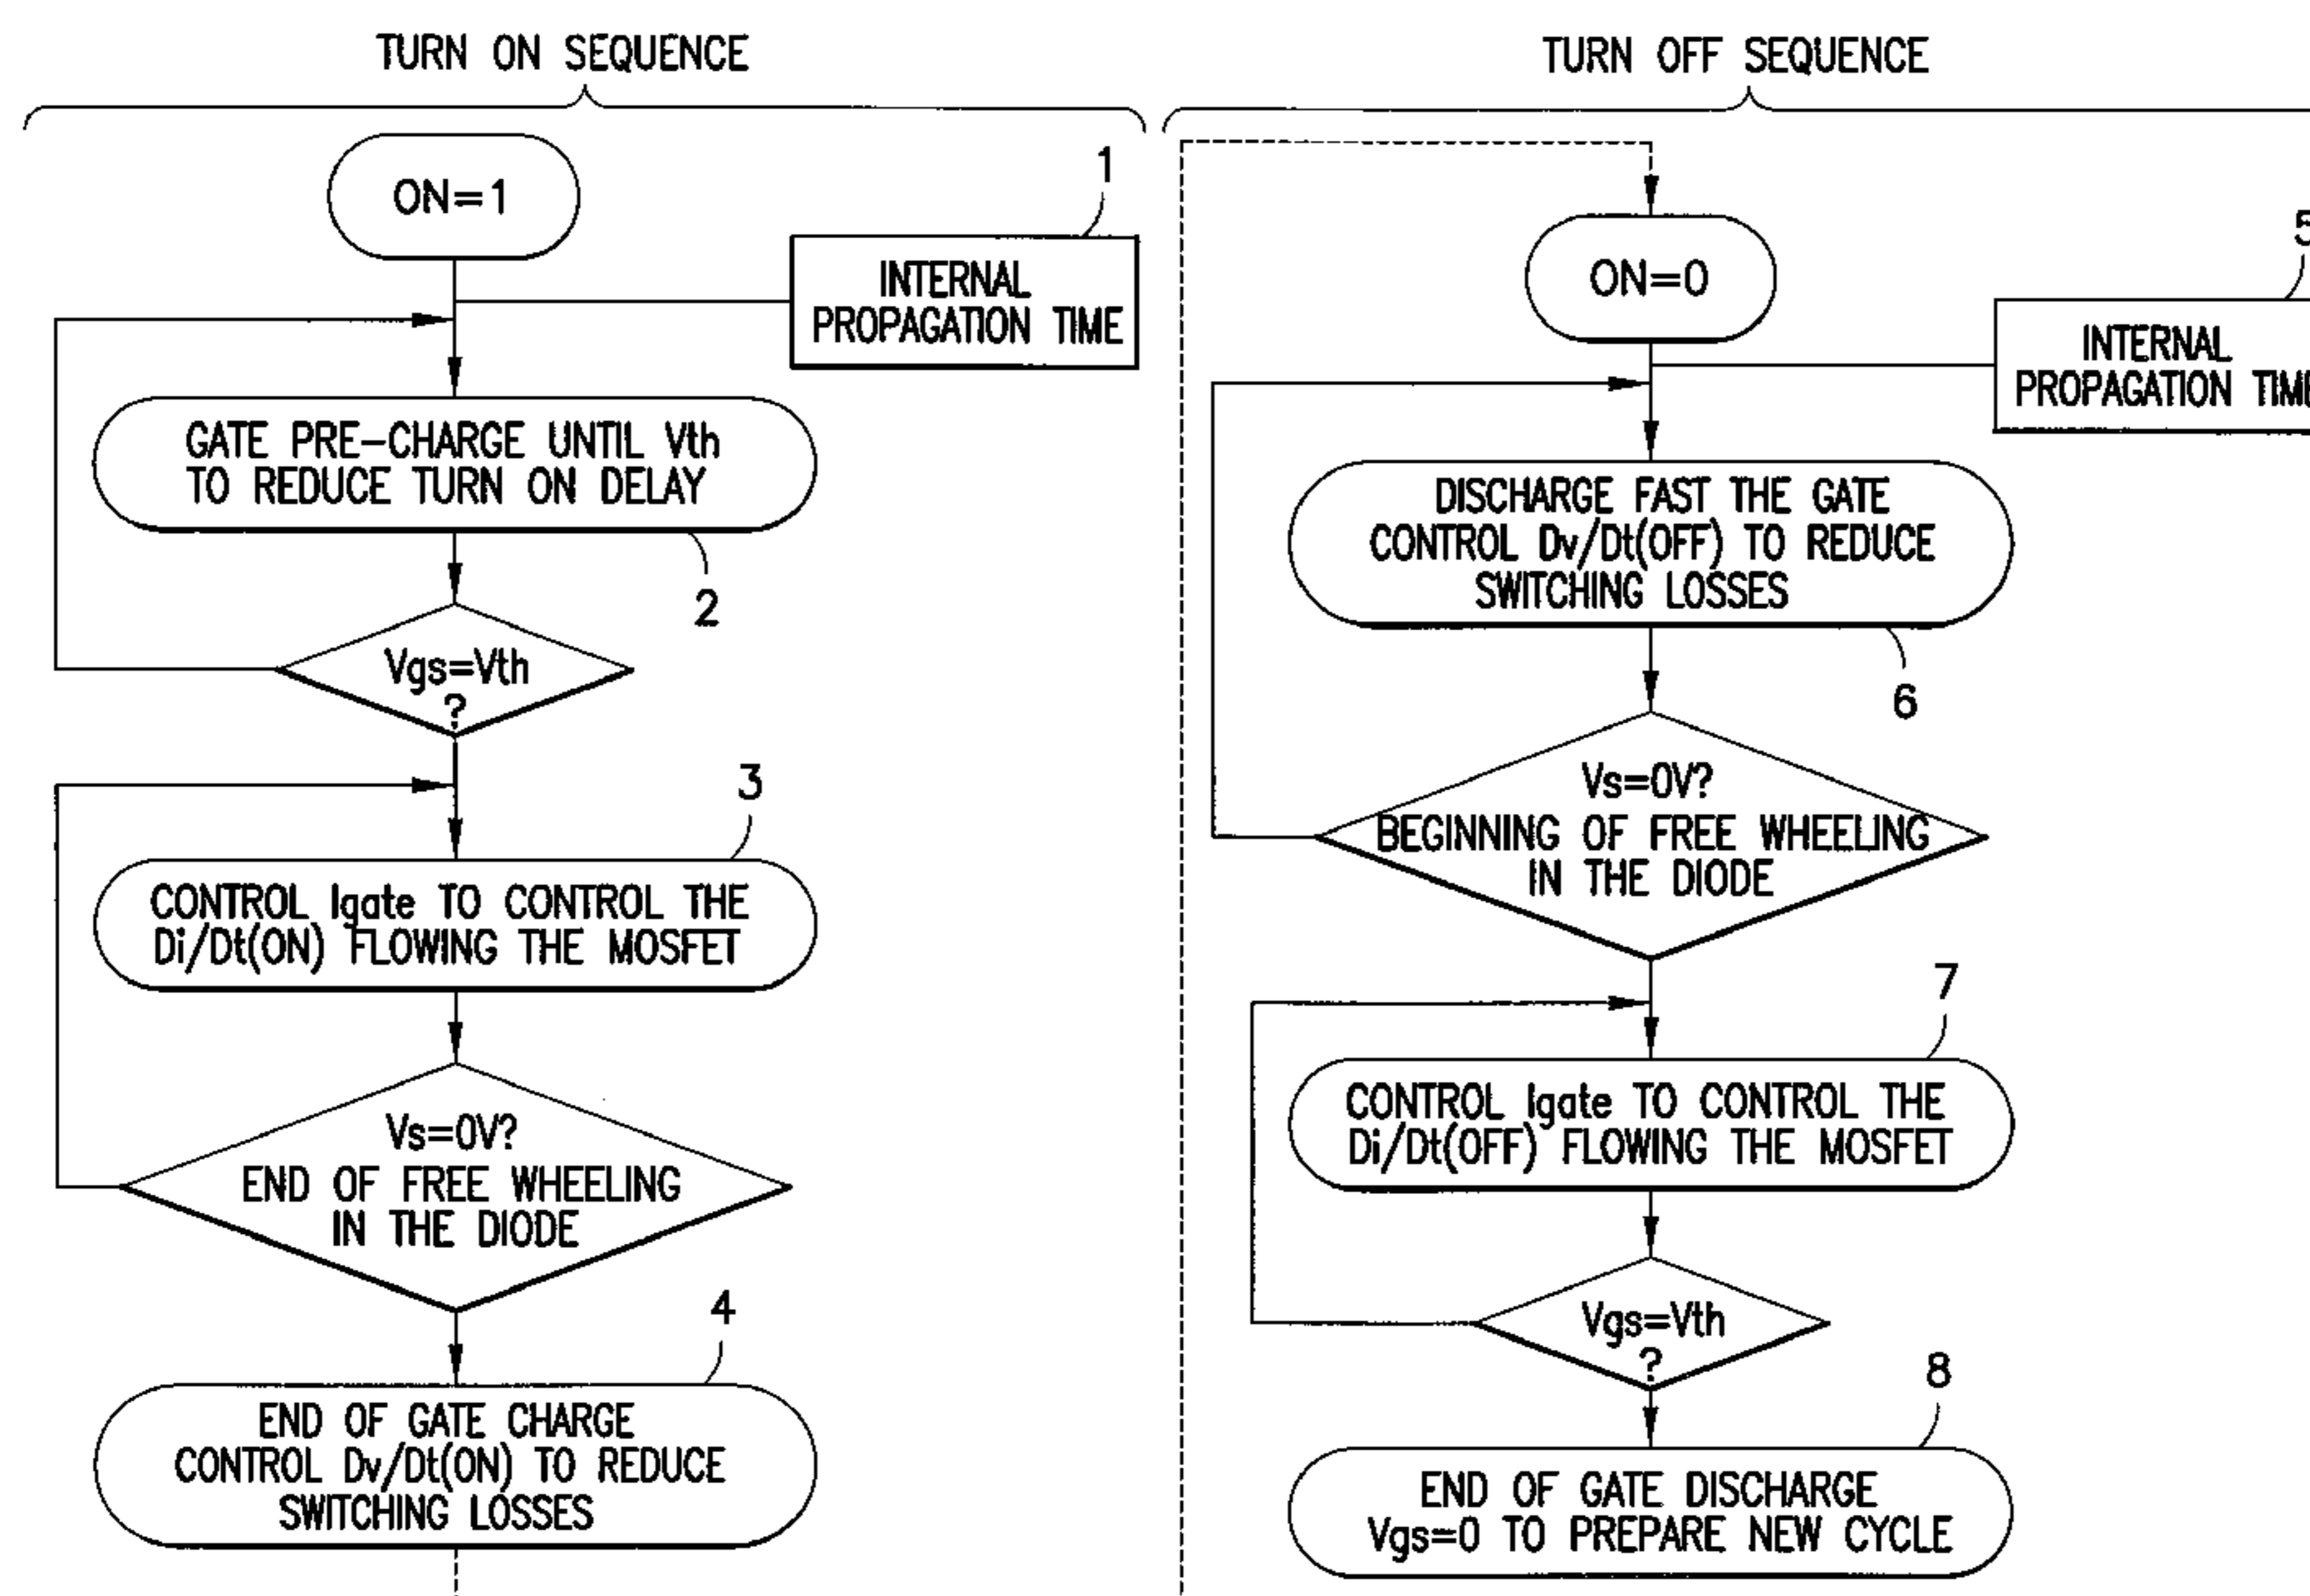 TURN ON SEQUENCE
ON=1
1
INTERNAL
PROPAGATION TIME
GATE PRE-CHARGE UNTIL Vth
TO REDUCE TURN ON DELAY
2
Vgs=Vth
?
3
CONTROL Igate TO CONTROL THE
Di/Dt(ON) FLOWING THE MOSFET
Vs=0V?
END OF FREE WHEELING
IN THE DIODE
4
END OF GATE CHARGE
CONTROL Dv/Dt(ON) TO REDUCE
SWITCHING LOSSES
TURN OFF SEQUENCE
ON=0
5
INTERNAL
PROPAGATION TIME
DISCHARGE FAST THE GATE
CONTROL Dv/Dt(OFF) TO REDUCE
SWITCHING LOSSES
6
Vs=0V?
BEGINNING OF FREE WHEELING
IN THE DIODE
7
CONTROL Igate TO CONTROL THE
Di/Dt(OFF) FLOWING THE MOSFET
Vgs=Vth
?
8
END OF GATE DISCHARGE
Vgs=0 TO PREPARE NEW CYCLE